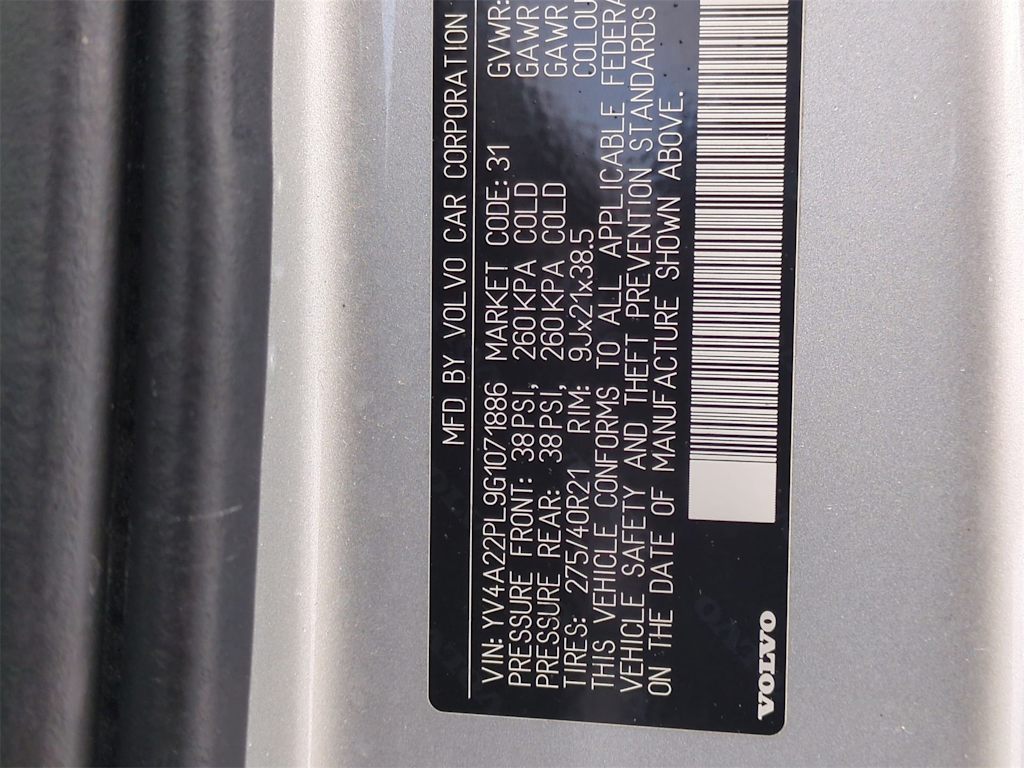 MFD BY VOLVO CAR CORPORATION
VIN: YV4A22PL9G1071886 MARKET CODE: 31 GVWR:
PRESSURE FRONT: 38PSI, 260KPA COLD GAWR
PRESSURE REAR: 38PSI, 260KPA COLD GAWR
TIRES: 275/40R21 RIM: 9Jx21x38.5 COLOU
THIS VEHICLE CONFORMS TO ALL APPLICABLE FEDERA
VEHICLE SAFETY AND THEFT PREVENTION STANDARDS
ON THE DATE OF MANUFACTURE SHOWN ABOVE.
VOLVO